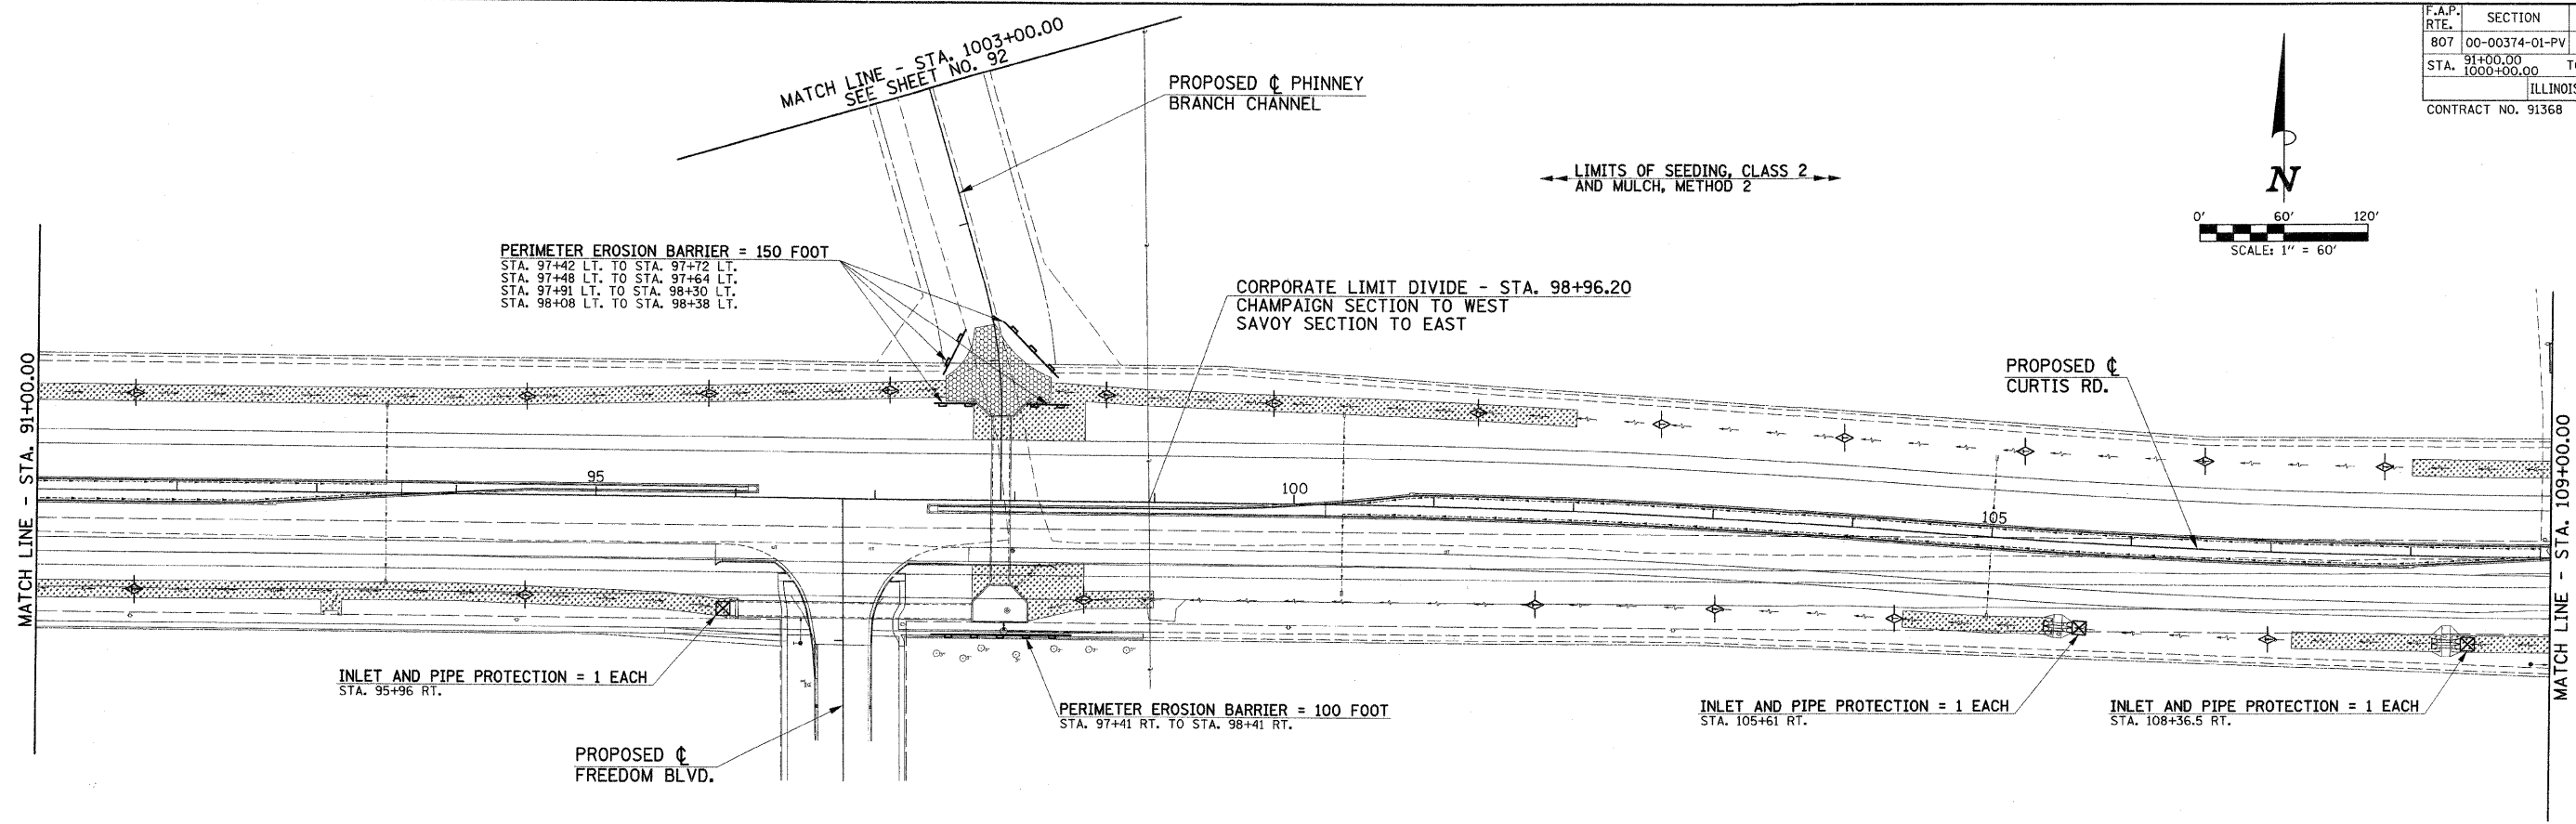 F.A.P. RTE. SECTION
807 00-00374-01-PV
STA. 91+00.00
1000+00.00
ILLINOIS
CONTRACT NO. 91368
MATCH LINE - STA. 1003+00.00
SEE SHEET NO. 92
PROPOSED ℄ PHINNEY
BRANCH CHANNEL
LIMITS OF SEEDING, CLASS 2
AND MULCH, METHOD 2
N
0' 60' 120'
SCALE: 1" = 60'
PERIMETER EROSION BARRIER = 150 FOOT
STA. 97+42 LT. TO STA. 97+72 LT.
STA. 97+48 LT. TO STA. 97+64 LT.
STA. 97+91 LT. TO STA. 98+30 LT.
STA. 98+08 LT. TO STA. 98+38 LT.
CORPORATE LIMIT DIVIDE - STA. 98+96.20
CHAMPAIGN SECTION TO WEST
SAVOY SECTION TO EAST
PROPOSED ℄
CURTIS RD.
MATCH LINE - STA. 91+00.00
95
100
105
MATCH LINE - STA. 109+00.00
INLET AND PIPE PROTECTION = 1 EACH
STA. 95+96 RT.
PERIMETER EROSION BARRIER = 100 FOOT
STA. 97+41 RT. TO STA. 98+41 RT.
INLET AND PIPE PROTECTION = 1 EACH
STA. 105+61 RT.
INLET AND PIPE PROTECTION = 1 EACH
STA. 108+36.5 RT.
PROPOSED ℄
FREEDOM BLVD.